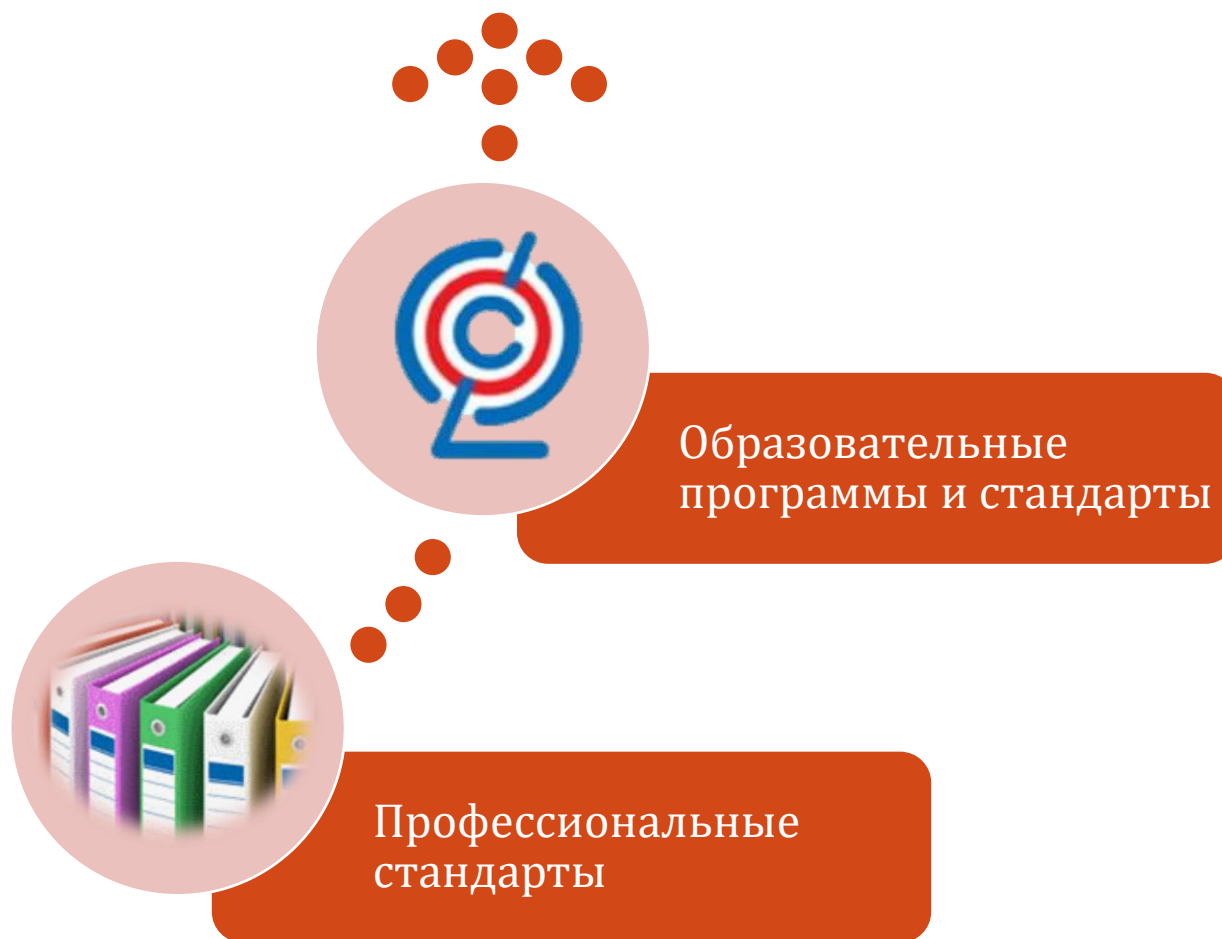 Образовательные
программы и стандарты
Профессиональные
стандарты